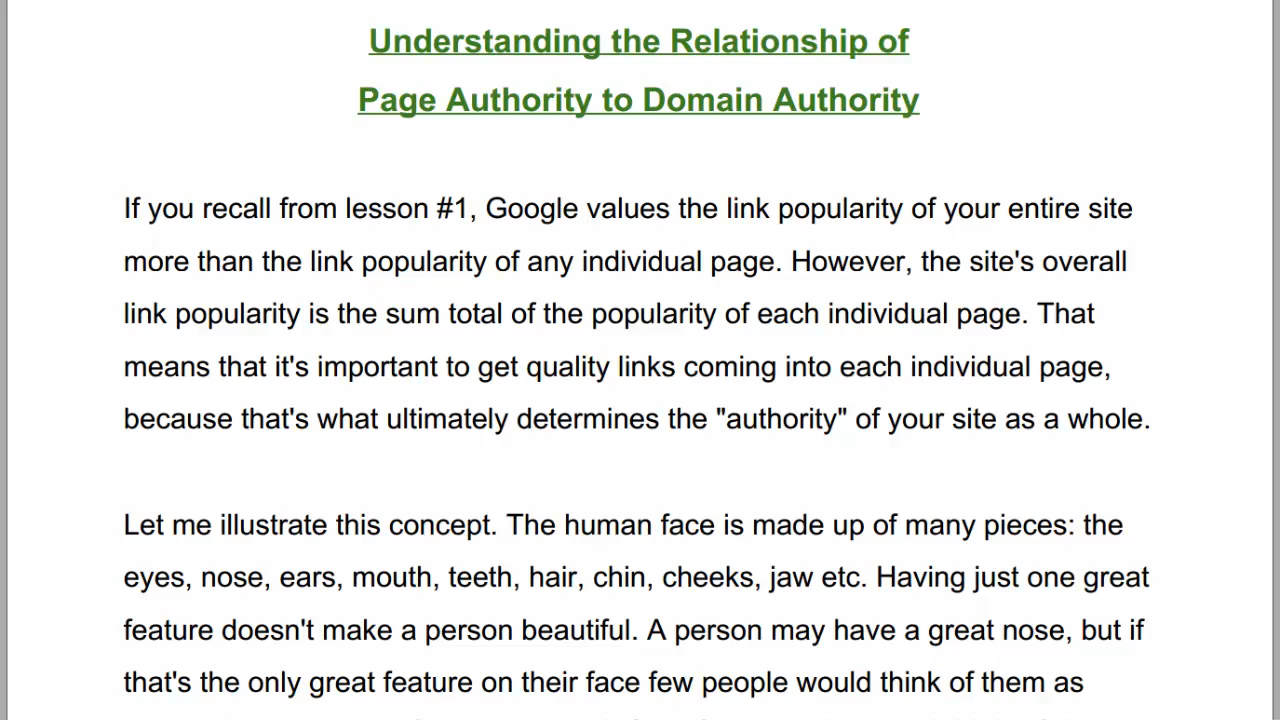 Understanding the Relationship of
Page Authority to Domain Authority
If you recall from lesson #1, Google values the link popularity of your entire site
more than the link popularity of any individual page. However, the site's overall
link popularity is the sum total of the popularity of each individual page. That
means that it's important to get quality links coming into each individual page,
because that's what ultimately determines the "authority" of your site as a whole.
Let me illustrate this concept. The human face is made up of many pieces: the
eyes, nose, ears, mouth, teeth, hair, chin, cheeks, jaw etc. Having just one great
feature doesn't make a person beautiful. A person may have a great nose, but if
that's the only great feature on their face few people would think of them as